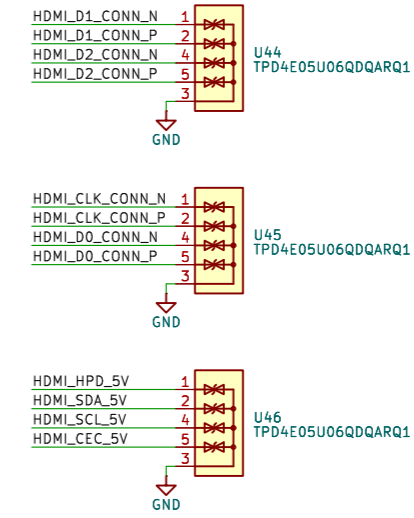 HDMI_D1_CONN_N 1
HDMI_D1_CONN_P 2
HDMI_D2_CONN_N 4
HDMI_D2_CONN_P 5
3
U44
TPD4E05U06QDQARQ1
GND
HDMI_CLK_CONN_N 1
HDMI_CLK_CONN_P 2
HDMI_D0_CONN_N 4
HDMI_D0_CONN_P 5
3
U45
TPD4E05U06QDQARQ1
GND
HDMI_HPD_5V 1
HDMI_SDA_5V 2
HDMI_SCL_5V 4
HDMI_CEC_5V 5
3
U46
TPD4E05U06QDQARQ1
GND